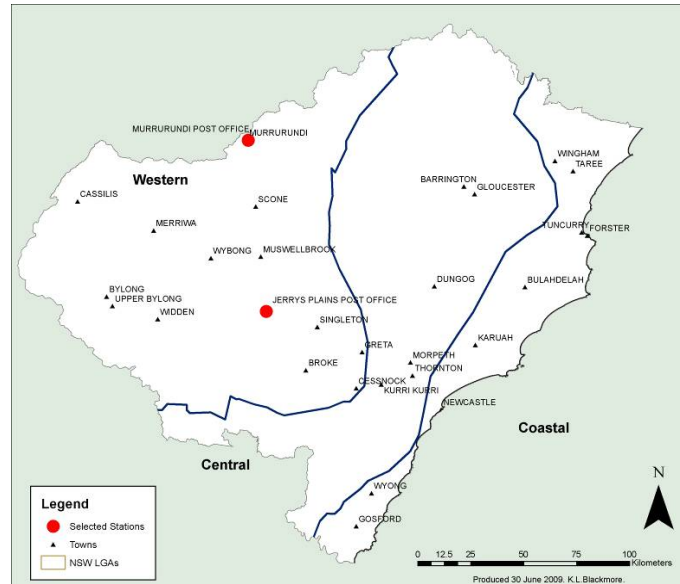 MURRURUNDI POST OFFICE
MURRURUNDI
WINGHAM
TAREE
Western
BARRINGTON
GLOUCESTER
CASSILIS
SCONE
MERRIWA
TUNCURRY
FORSTER
WYBONG
MUSWELLBROOK
DUNGOG
BULAHDELAH
BYLONG
UPPER BYLONG
JERRYS PLAINS POST OFFICE
WIDDEN
SINGLETON
KARUAH
GRETA
MORPETH
BROKE
THORNTON
CESSNOCK
KURRI KURRI
NEWCASTLE
Coastal
Central
N
WYONG
GOSFORD
Legend
Selected Stations
Towns
NSW LGAs
0 12.5 25 50 75 100
Kilometers
Produced 30 June 2009. K.L.Blackmore.